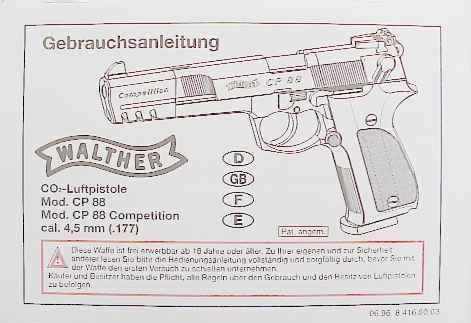 Gebrauchsanleitung
Competition
Walther CP 88
WALTHER
D
GB
F
E
CO₂-Luftpistole
Mod. CP 88
Mod. CP 88 Competition
cal. 4,5 mm (.177)
Pat. angem.
Diese Waffe ist frei erwerbbar ab 18 Jahre oder älter. Zu Ihrer eigenen und zur Sicherheit
anderer lesen Sie bitte die Bedienungsanleitung vollständig und sorgfältig durch, bevor Sie mit
der Waffe den ersten Versuch zu schießen unternehmen.
Käufer und Besitzer haben die Pflicht, alle Regeln über den Gebrauch und den Besitz von Luftpistolen
zu befolgen.
06.96 8.416.90.03